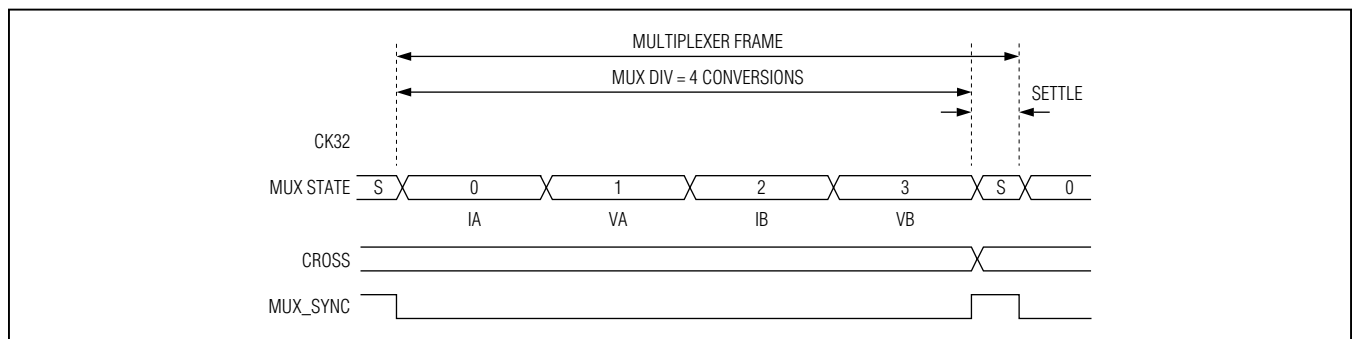 MULTIPLEXER FRAME
MUX DIV = 4 CONVERSIONS
SETTLE
CK32
MUX STATE S 0 1 2 3 S 0
IA VA IB VB
CROSS
MUX_SYNC